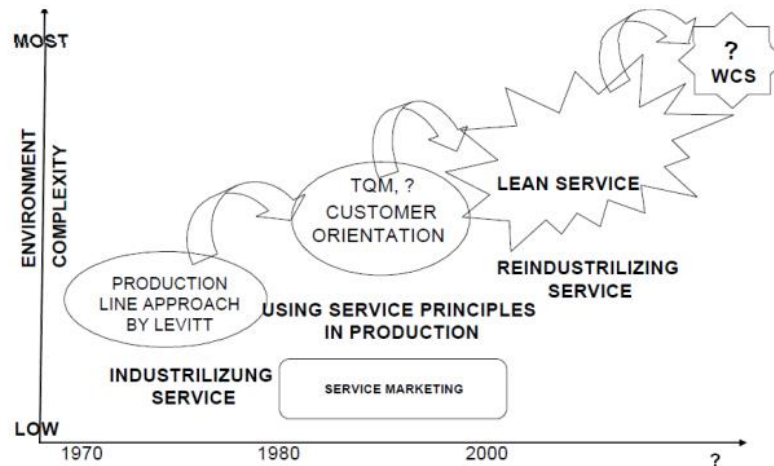 MOST
ENVIRONMENT
COMPLEXITY
LOW
?
WCS
LEAN SERVICE
TQM, ?
CUSTOMER
ORIENTATION
PRODUCTION
LINE APPROACH
BY LEVITT
REINDUSTRILIZING
SERVICE
USING SERVICE PRINCIPLES
IN PRODUCTION
INDUSTRILIZUNG
SERVICE
SERVICE MARKETING
1970 1980 2000 ?